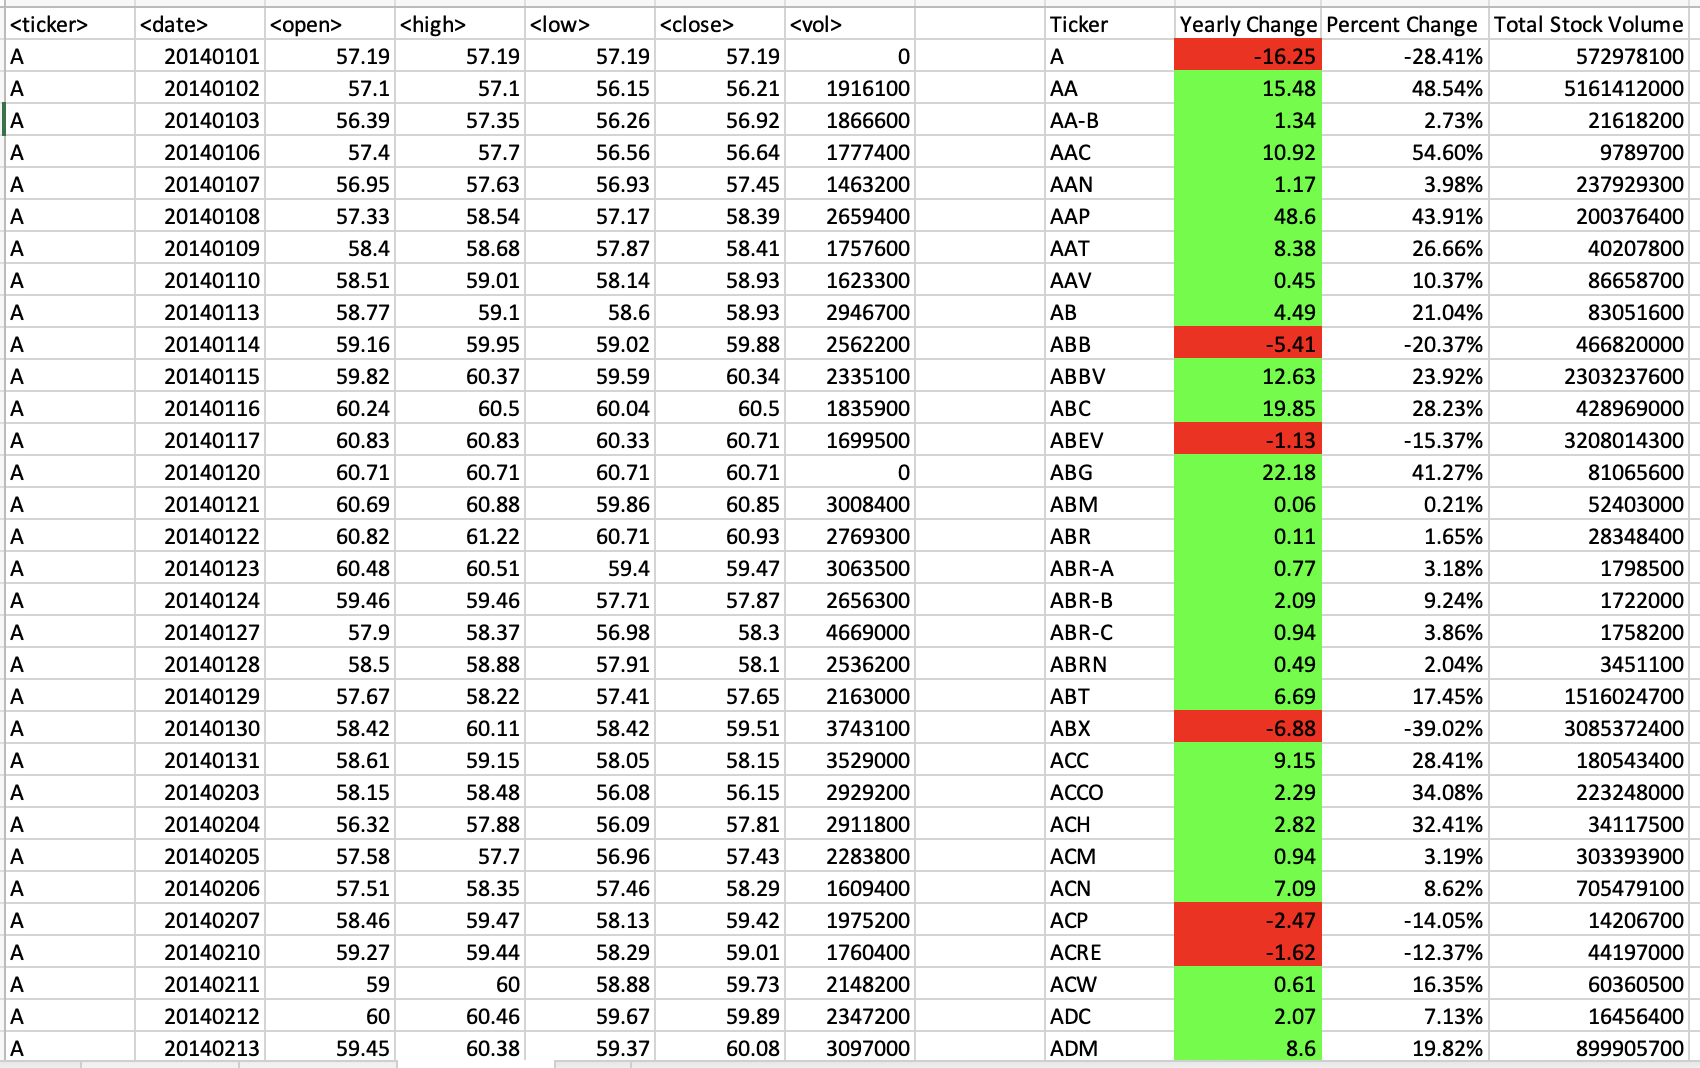 <ticker> <date> <open> <high> <low> <close> <vol> Ticker Yearly Change Percent Change Total Stock Volume
A 20140101 57.19 57.19 57.19 57.19 0 A -16.25 -28.41% 572978100
A 20140102 57.1 57.1 56.15 56.21 1916100 AA 15.48 48.54% 5161412000
A 20140103 56.39 57.35 56.26 56.92 1866600 AA-B 1.34 2.73% 21618200
A 20140106 57.4 57.7 56.56 56.64 1777400 AAC 10.92 54.60% 9789700
A 20140107 56.95 57.63 56.93 57.45 1463200 AAN 1.17 3.98% 237929300
A 20140108 57.33 58.54 57.17 58.39 2659400 AAP 48.6 43.91% 200376400
A 20140109 58.4 58.68 57.87 58.41 1757600 AAT 8.38 26.66% 40207800
A 20140110 58.51 59.01 58.14 58.93 1623300 AAV 0.45 10.37% 86658700
A 20140113 58.77 59.1 58.6 58.93 2946700 AB 4.49 21.04% 83051600
A 20140114 59.16 59.95 59.02 59.88 2562200 ABB -5.41 -20.37% 466820000
A 20140115 59.82 60.37 59.59 60.34 2335100 ABBV 12.63 23.92% 2303237600
A 20140116 60.24 60.5 60.04 60.5 1835900 ABC 19.85 28.23% 428969000
A 20140117 60.83 60.83 60.33 60.71 1699500 ABEV -1.13 -15.37% 3208014300
A 20140120 60.71 60.71 60.71 60.71 0 ABG 22.18 41.27% 81065600
A 20140121 60.69 60.88 59.86 60.85 3008400 ABM 0.06 0.21% 52403000
A 20140122 60.82 61.22 60.71 60.93 2769300 ABR 0.11 1.65% 28348400
A 20140123 60.48 60.51 59.4 59.47 3063500 ABR-A 0.77 3.18% 1798500
A 20140124 59.46 59.46 57.71 57.87 2656300 ABR-B 2.09 9.24% 1722000
A 20140127 57.9 58.37 56.98 58.3 4669000 ABR-C 0.94 3.86% 1758200
A 20140128 58.5 58.88 57.91 58.1 2536200 ABRN 0.49 2.04% 3451100
A 20140129 57.67 58.22 57.41 57.65 2163000 ABT 6.69 17.45% 1516024700
A 20140130 58.42 60.11 58.42 59.51 3743100 ABX -6.88 -39.02% 3085372400
A 20140131 58.61 59.15 58.05 58.15 3529000 ACC 9.15 28.41% 180543400
A 20140203 58.15 58.48 56.08 56.15 2929200 ACCO 2.29 34.08% 223248000
A 20140204 56.32 57.88 56.09 57.81 2911800 ACH 2.82 32.41% 34117500
A 20140205 57.58 57.7 56.96 57.43 2283800 ACM 0.94 3.19% 303393900
A 20140206 57.51 58.35 57.46 58.29 1609400 ACN 7.09 8.62% 705479100
A 20140207 58.46 59.47 58.13 59.42 1975200 ACP -2.47 -14.05% 14206700
A 20140210 59.27 59.44 58.29 59.01 1760400 ACRE -1.62 -12.37% 44197000
A 20140211 59 60 58.88 59.73 2148200 ACW 0.61 16.35% 60360500
A 20140212 60 60.46 59.67 59.89 2347200 ADC 2.07 7.13% 16456400
A 20140213 59.45 60.38 59.37 60.08 3097000 ADM 8.6 19.82% 899905700